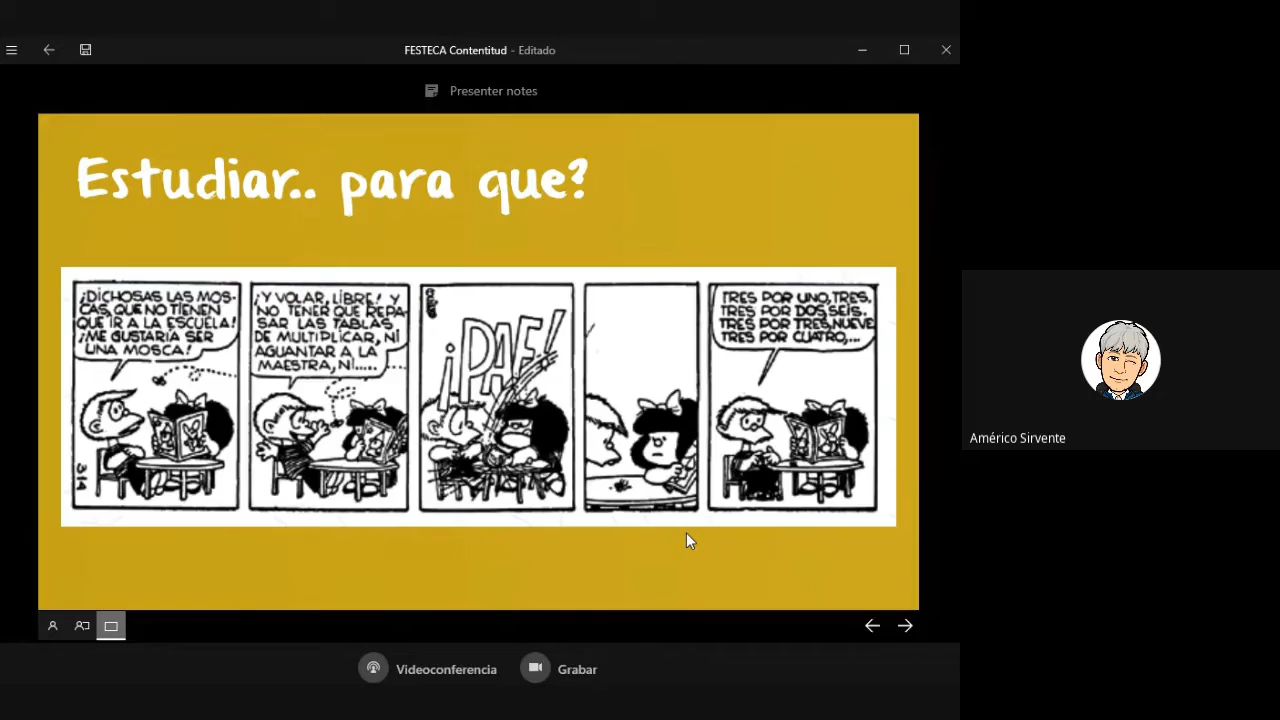 FESTECA Contentitud - Editado
Presenter notes
Estudiar.. para que?
¡DICHOSAS LAS MOS-
CAS, QUE NO TIENEN
QUE IR A LA ESCUELA!
¡ME GUSTARÍA SER
UNA MOSCA!
¡Y VOLAR, LIBRE! Y
NO TENER QUE REPA-
SAR LAS TABLAS
DE MULTIPLICAR, NI
AGUANTAR A LA
MAESTRA, NI.....
¡PAF!
TRES POR UNO, TRES,
TRES POR DOS, SEIS.
TRES POR TRES, NUEVE
TRES POR CUATRO,...
314
Américo Sirvente
Videoconferencia
Grabar